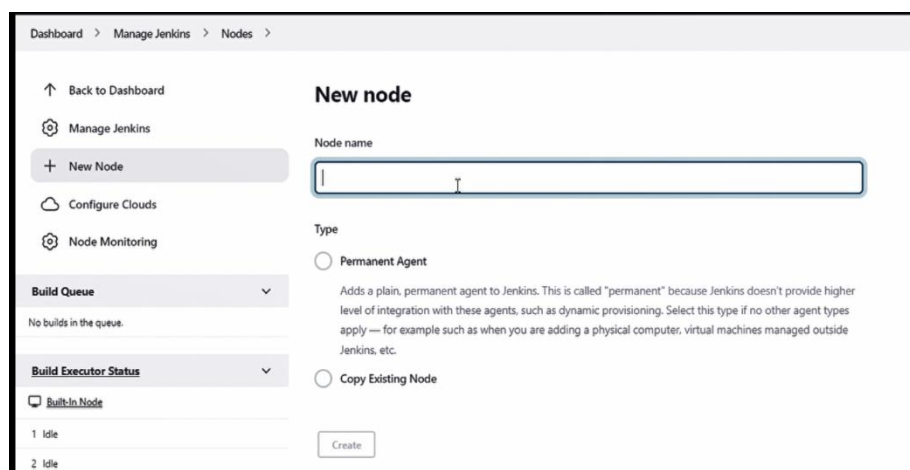 Dashboard > Manage Jenkins > Nodes >
Back to Dashboard
Manage Jenkins
New Node
Configure Clouds
Node Monitoring
Build Queue
No builds in the queue.
Build Executor Status
Built-In Node
1 Idle
2 Idle
New node
Node name
Type
Permanent Agent
Adds a plain, permanent agent to Jenkins. This is called "permanent" because Jenkins doesn't provide higher
level of integration with these agents, such as dynamic provisioning. Select this type if no other agent types
apply — for example such as when you are adding a physical computer, virtual machines managed outside
Jenkins, etc.
Copy Existing Node
Create